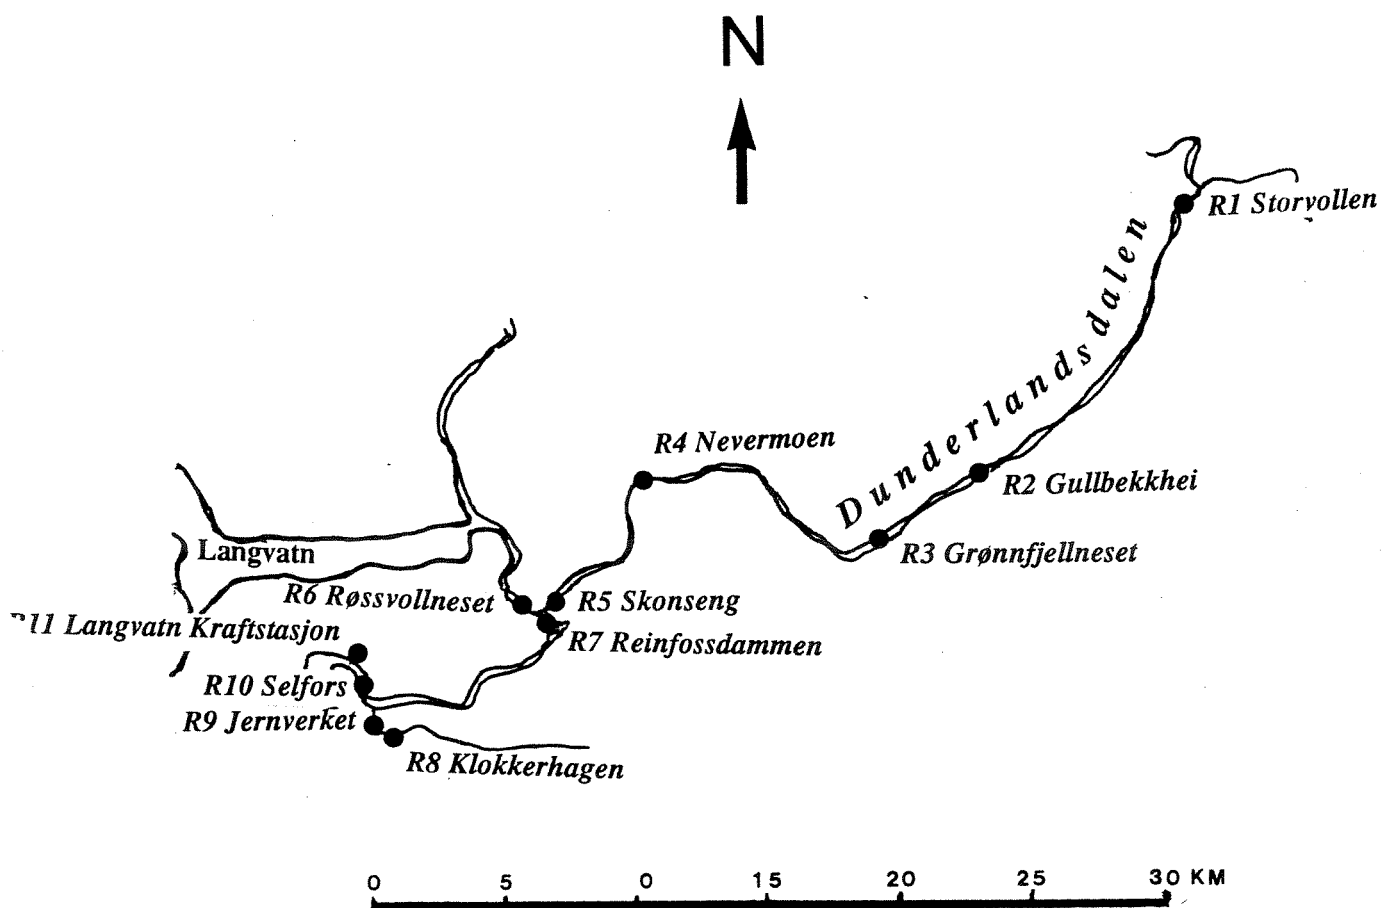 N
R1 Storvollen
Dunderlandsdalen
R4 Nevermoen
R2 Gullbekkhei
R3 Grønnfjellneset
Langvatn
R6 Røssvollneset
R5 Skonseng
11 Langvatn Kraftstasjon
R7 Reinfossdammen
R10 Selfors
R9 Jernverket
R8 Klokkerhagen
0 5 0 15 20 25 30 KM